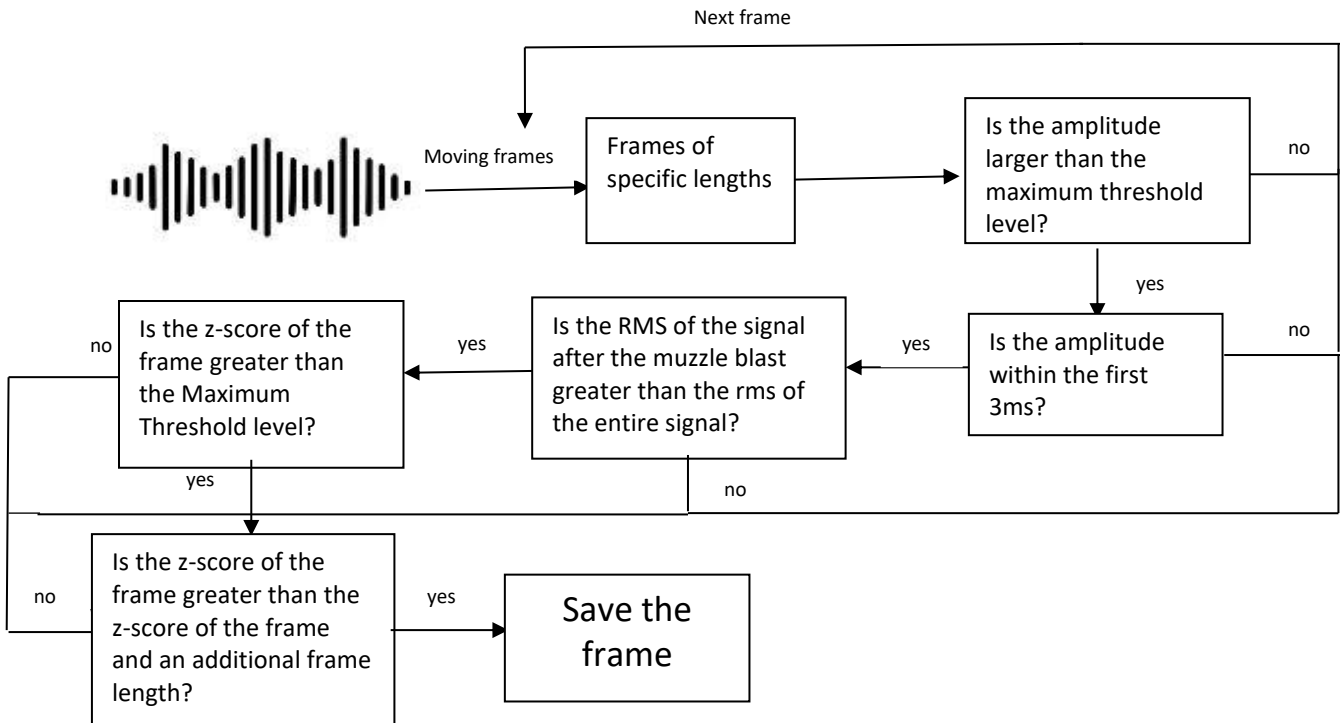 Next frame
Moving frames
Frames of
specific lengths
Is the amplitude
larger than the
maximum threshold
level?
no
yes
Is the amplitude
within the first
3ms?
no
yes
Is the RMS of the signal
after the muzzle blast
greater than the rms of
the entire signal?
no
yes
Is the z-score of the
frame greater than
the Maximum
Threshold level?
no
yes
Is the z-score of the
frame greater than the
z-score of the frame
and an additional frame
length?
no
yes
Save the
frame